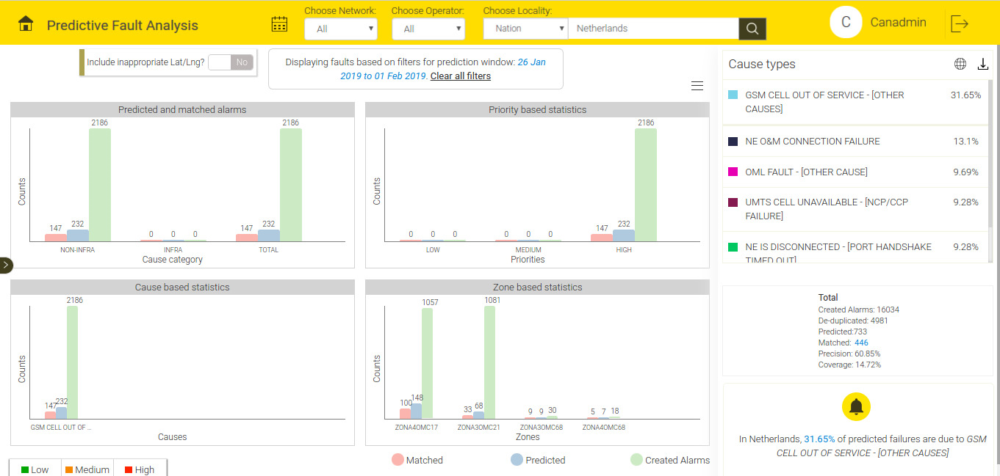 Choose Network: Choose Operator: Choose Locality:
Predictive Fault Analysis All All Nation Netherlands C Canadmin
Include inappropriate Lat/Lng? No
Displaying faults based on filters for prediction window: 26 Jan
2019 to 01 Feb 2019. Clear all filters
Predicted and matched alarms
2186 2186
Counts
147 232 0 0 0 147 232
NON-INFRA INFRA TOTAL
Cause category
Priority based statistics
2186
Counts
0 0 0 0 0 0 147 232
LOW MEDIUM HIGH
Priorities
Cause based statistics
2186
Counts
147 232
GSM CELL OUT OF ...
Causes
Zone based statistics
1057 1081
Counts
100 148 33 68 9 9 30 5 7 18
ZONA4OMC17 ZONA3OMC21 ZONA3OMC68 ZONA4OMC68
Zones
Low Medium High
Matched Predicted Created Alarms
Cause types
GSM CELL OUT OF SERVICE - [OTHER 31.65%
CAUSES]
NE O&M CONNECTION FAILURE 13.1%
OML FAULT - [OTHER CAUSE] 9.69%
UMTS CELL UNAVAILABLE - [NCP/CCP 9.28%
FAILURE]
NE IS DISCONNECTED - [PORT HANDSHAKE 9.28%
TIMED OUT]
Total
Created Alarms: 16034
De-duplicated: 4981
Predicted:733
Matched: 446
Precision: 60.85%
Coverage: 14.72%
In Netherlands, 31.65% of predicted failures are due to GSM
CELL OUT OF SERVICE - [OTHER CAUSES]